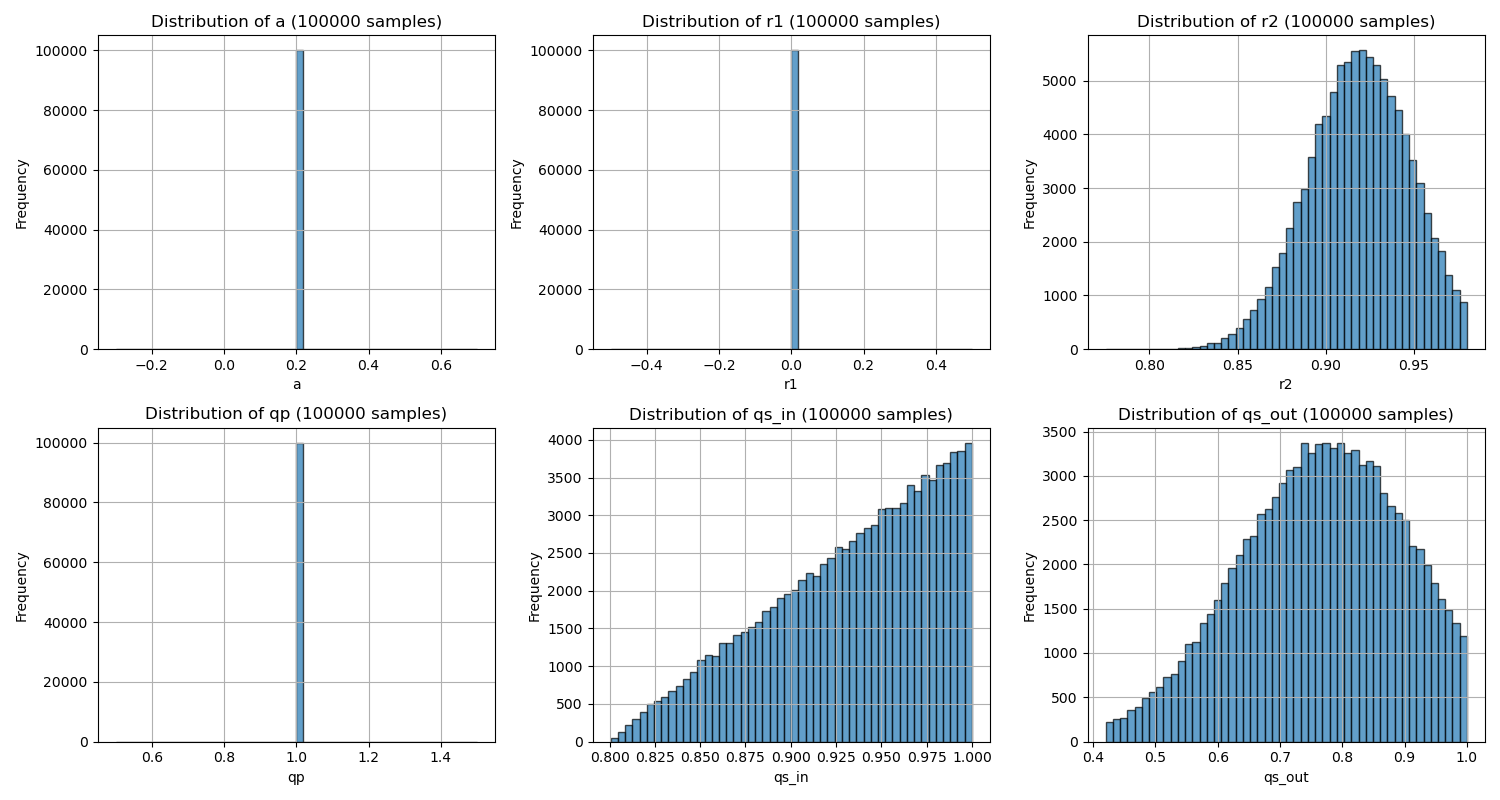 Distribution of a (100000 samples)
Frequency
100000
80000
60000
40000
20000
0
−0.2 0.0 0.2 0.4 0.6
a
Distribution of r1 (100000 samples)
Frequency
100000
80000
60000
40000
20000
0
−0.4 −0.2 0.0 0.2 0.4
r1
Distribution of r2 (100000 samples)
Frequency
5000
4000
3000
2000
1000
0
0.80 0.85 0.90 0.95
r2
Distribution of qp (100000 samples)
Frequency
100000
80000
60000
40000
20000
0
0.6 0.8 1.0 1.2 1.4
qp
Distribution of qs_in (100000 samples)
Frequency
4000
3500
3000
2500
2000
1500
1000
500
0
0.800 0.825 0.850 0.875 0.900 0.925 0.950 0.975 1.000
qs_in
Distribution of qs_out (100000 samples)
Frequency
3500
3000
2500
2000
1500
1000
500
0
0.4 0.5 0.6 0.7 0.8 0.9 1.0
qs_out